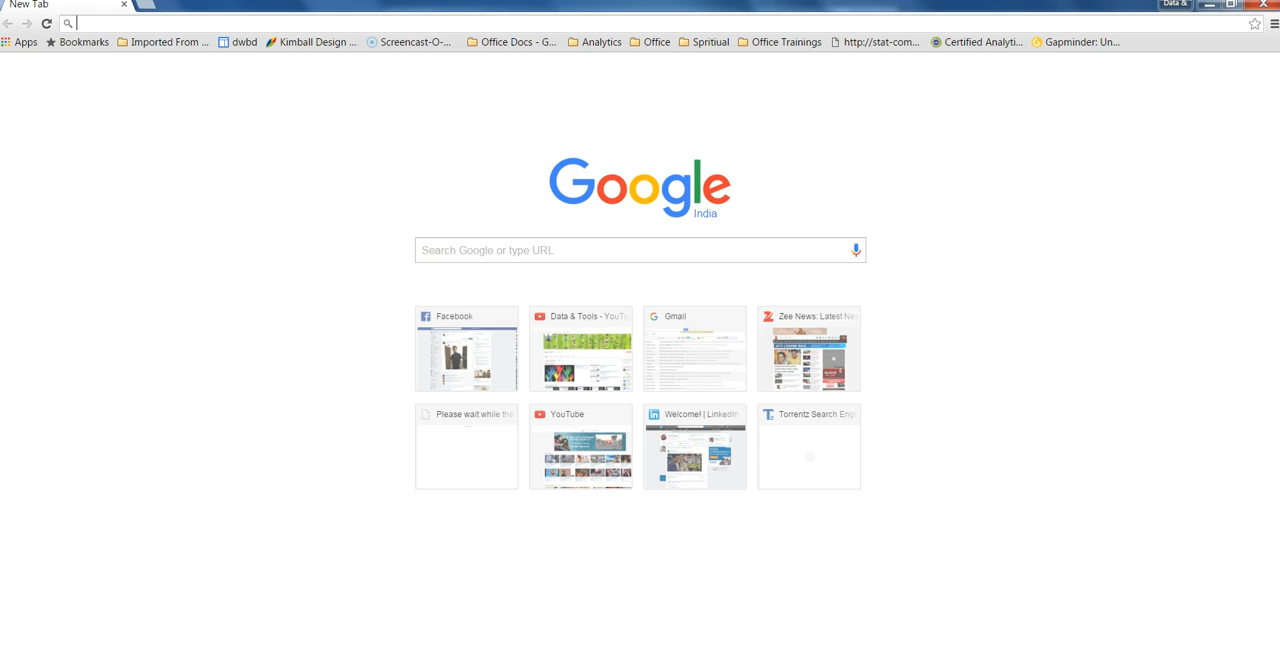 New Tab
Data &
Apps Bookmarks Imported From ... dwbd Kimball Design ... Screencast-O-... Office Docs - G... Analytics Office Spritiual Office Trainings http://stat-com... Certified Analyti... Gapminder: Un...
Google
India
Search Google or type URL
Facebook Data & Tools - YouTu Gmail Zee News: Latest Ne
Please wait while the YouTube Welcome! | LinkedIn Torrentz Search Engi